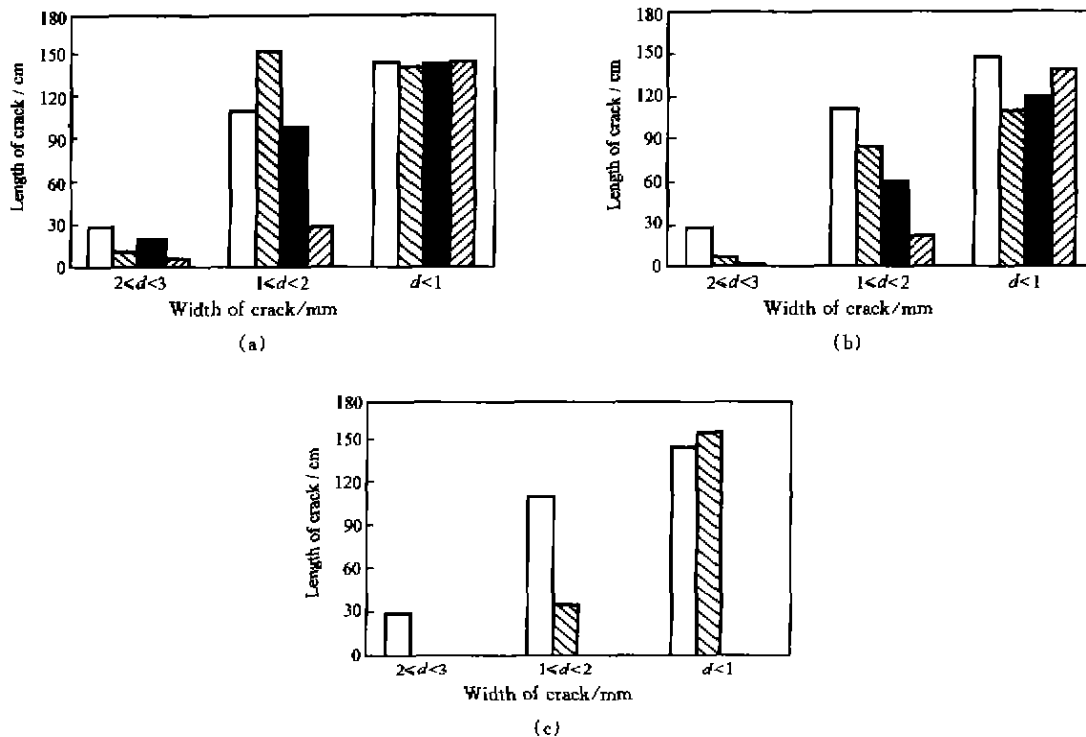 180
150
120
90
60
30
0
Length of crack / cm
2≤d<3
1≤d<2
d<1
Width of crack/mm
(a)
180
150
120
90
60
30
0
Length of crack / cm
2≤d<3
1≤d<2
d<1
Width of crack/mm
(b)
180
150
120
90
60
30
0
Length of crack / cm
2≤d<3
1≤d<2
d<1
Width of crack/mm
(c)